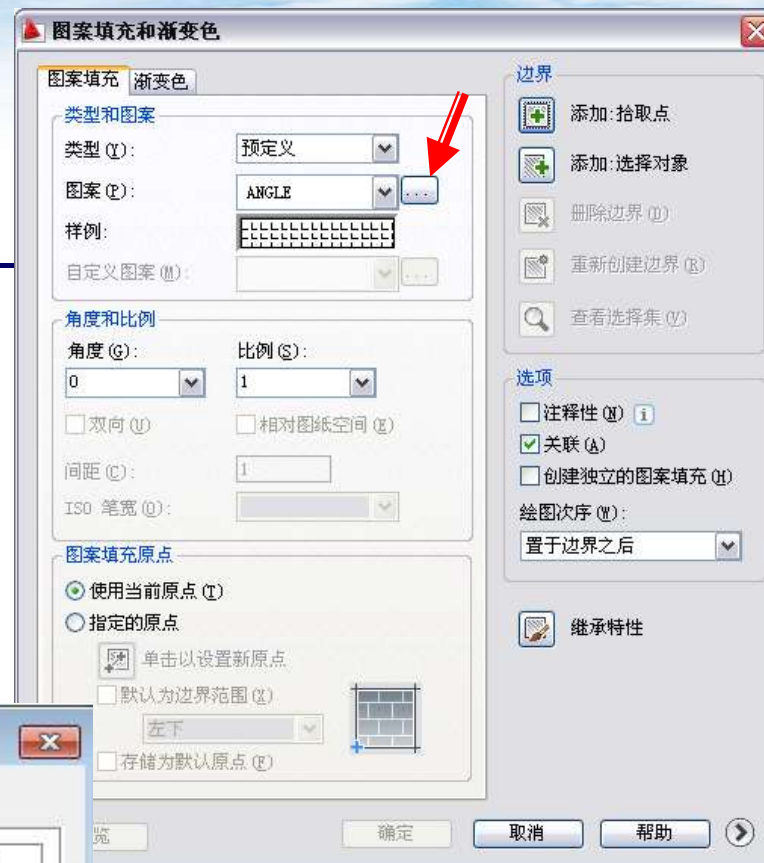 图案填充和渐变色
图案填充 渐变色
类型和图案
类型(Y): 预定义
图案(P): ANGLE ...
样例:
自定义图案(M): ...
角度和比例
角度(G): 比例(S):
0 1
双向(U) 相对图纸空间(E)
间距(C): 1
ISO 笔宽(O):
图案填充原点
使用当前原点(T)
指定的原点
单击以设置新原点
默认为边界范围(X)
左下
存储为默认原点(F)
边界
添加:拾取点
添加:选择对象
删除边界(D)
重新创建边界(R)
查看选择集(V)
选项
注释性(N) i
关联(A)
创建独立的图案填充(H)
绘图次序(W):
置于边界之后
继承特性
览 确定 取消 帮助